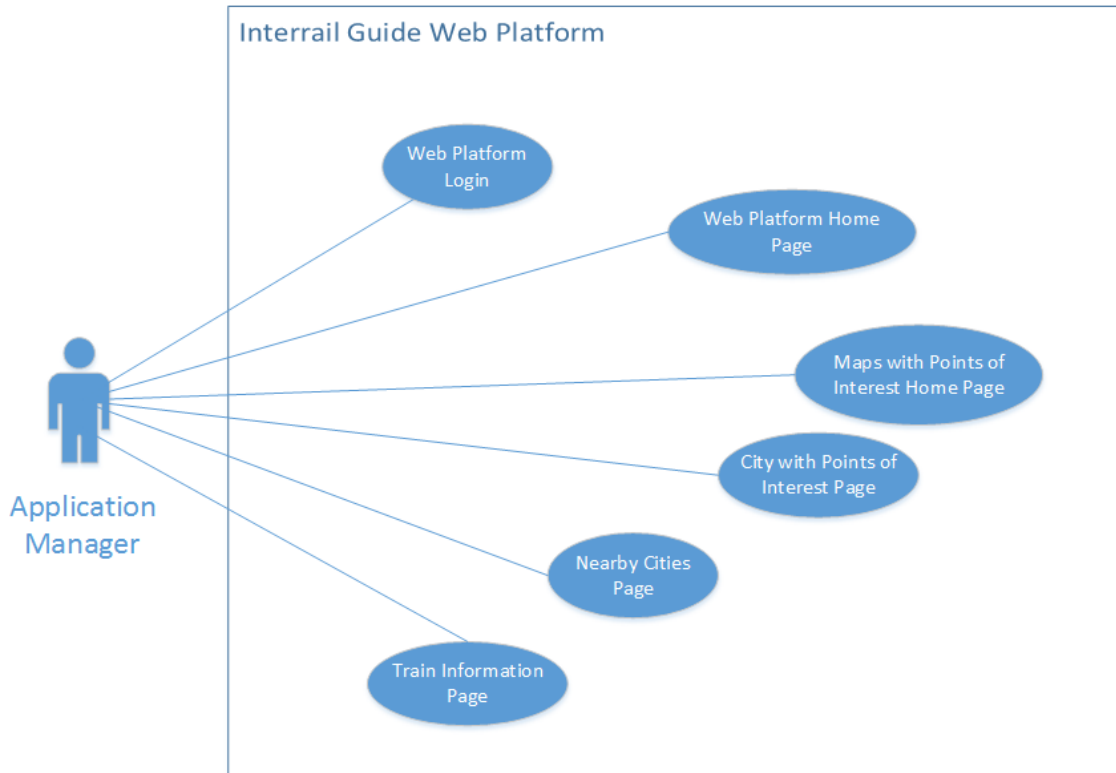 Interrail Guide Web Platform
Web Platform
Login
Web Platform Home
Page
Maps with Points of
Interest Home Page
City with Points of
Interest Page
Nearby Cities
Page
Train Information
Page
Application
Manager